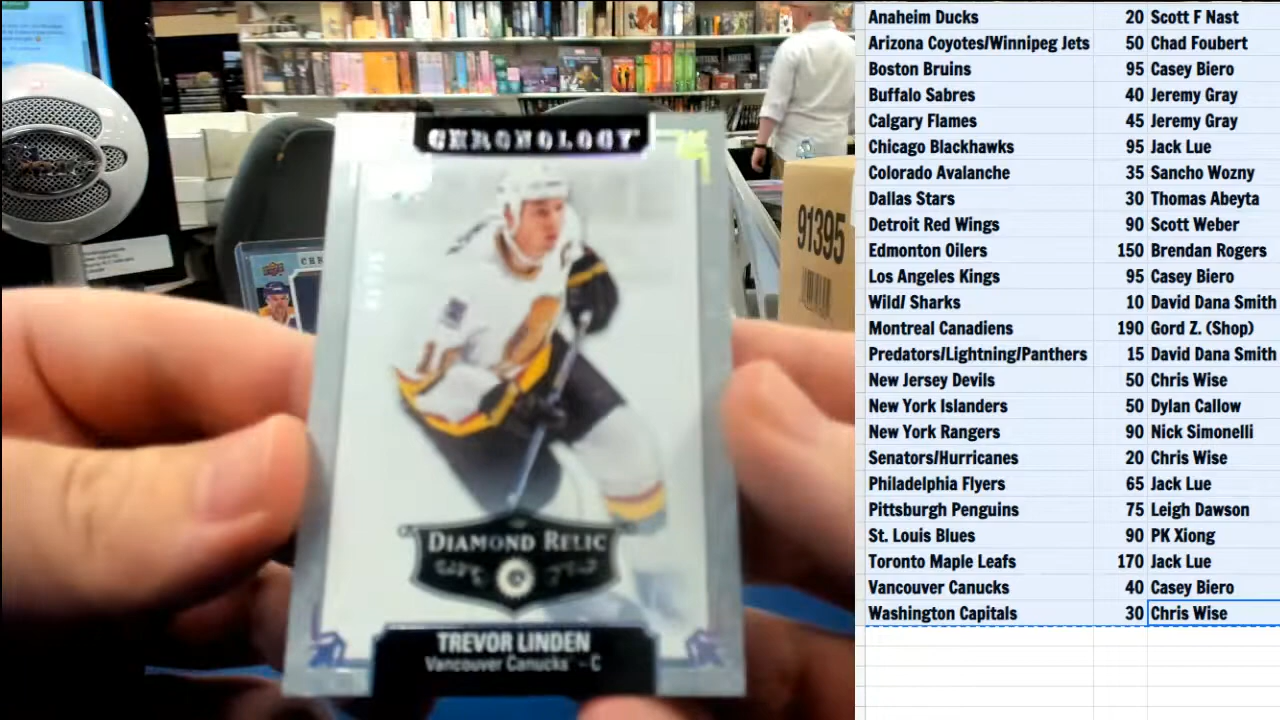 CHRONOLOGY
DIAMOND RELIC
TREVOR LINDEN
Vancouver Canucks - C
91395
Anaheim Ducks 20 Scott F Nast
Arizona Coyotes/Winnipeg Jets 50 Chad Foubert
Boston Bruins 95 Casey Biero
Buffalo Sabres 40 Jeremy Gray
Calgary Flames 45 Jeremy Gray
Chicago Blackhawks 95 Jack Lue
Colorado Avalanche 35 Sancho Wozny
Dallas Stars 30 Thomas Abeyta
Detroit Red Wings 90 Scott Weber
Edmonton Oilers 150 Brendan Rogers
Los Angeles Kings 95 Casey Biero
Wild/ Sharks 10 David Dana Smith
Montreal Canadiens 190 Gord Z. (Shop)
Predators/Lightning/Panthers 15 David Dana Smith
New Jersey Devils 50 Chris Wise
New York Islanders 50 Dylan Callow
New York Rangers 90 Nick Simonelli
Senators/Hurricanes 20 Chris Wise
Philadelphia Flyers 65 Jack Lue
Pittsburgh Penguins 75 Leigh Dawson
St. Louis Blues 90 PK Xiong
Toronto Maple Leafs 170 Jack Lue
Vancouver Canucks 40 Casey Biero
Washington Capitals 30 Chris Wise